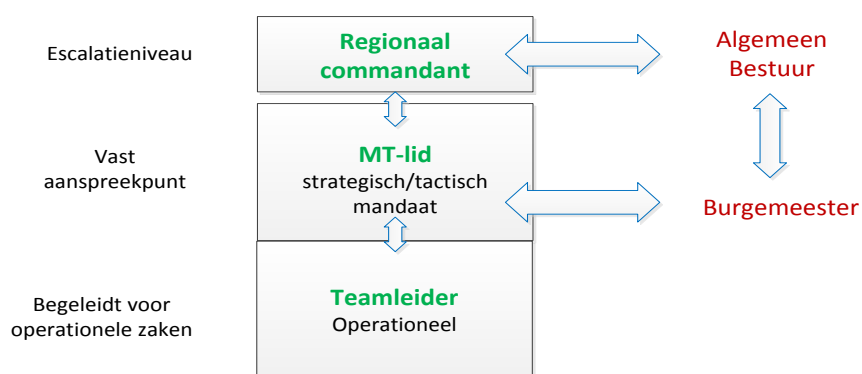 Escalatieniveau
Regionaal
commandant
Algemeen
Bestuur
Vast
aanspreekpunt
MT-lid
strategisch/tactisch
mandaat
Burgemeester
Begeleidt voor
operationele zaken
Teamleider
Operationeel